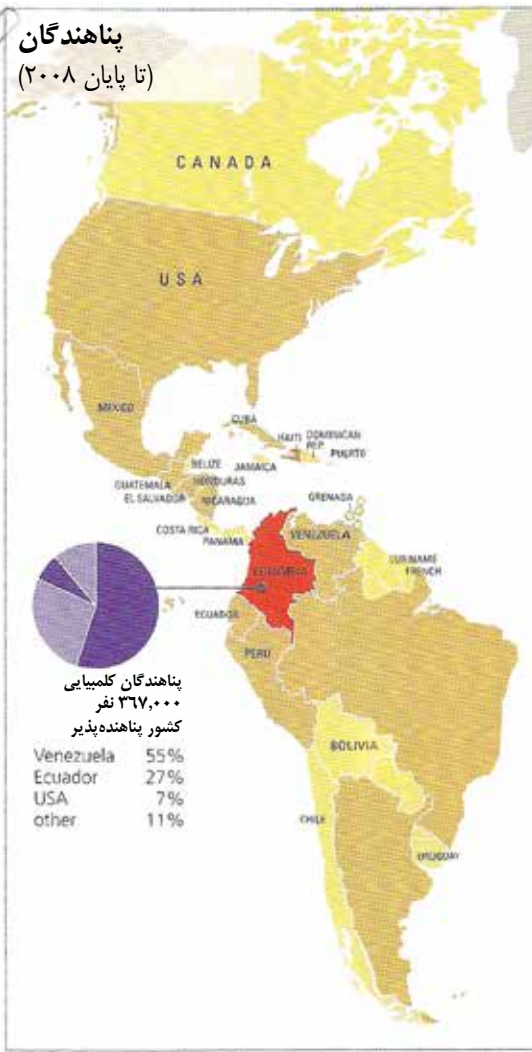 پناهندگان
(تا پایان ۲۰۰۸)
CANADA
USA
MEXICO
CUBA
HAITI DOMINICAN
REP
PUERTO
BELIZE JAMAICA
GUATEMALA HONDURAS
EL SALVADOR NICARAGUA
GRENADA
COSTA RICA
PANAMA
VENEZUELA
SURINAME
FRENCH
COLOMBIA
ECUADOR
PERU
پناهندگان کلمبیایی
۳۶۷,۰۰۰ نفر
کشور پناهنده‌پذیر
Venezuela 55%
Ecuador 27%
USA 7%
other 11%
BOLIVIA
CHILE
URUGUAY